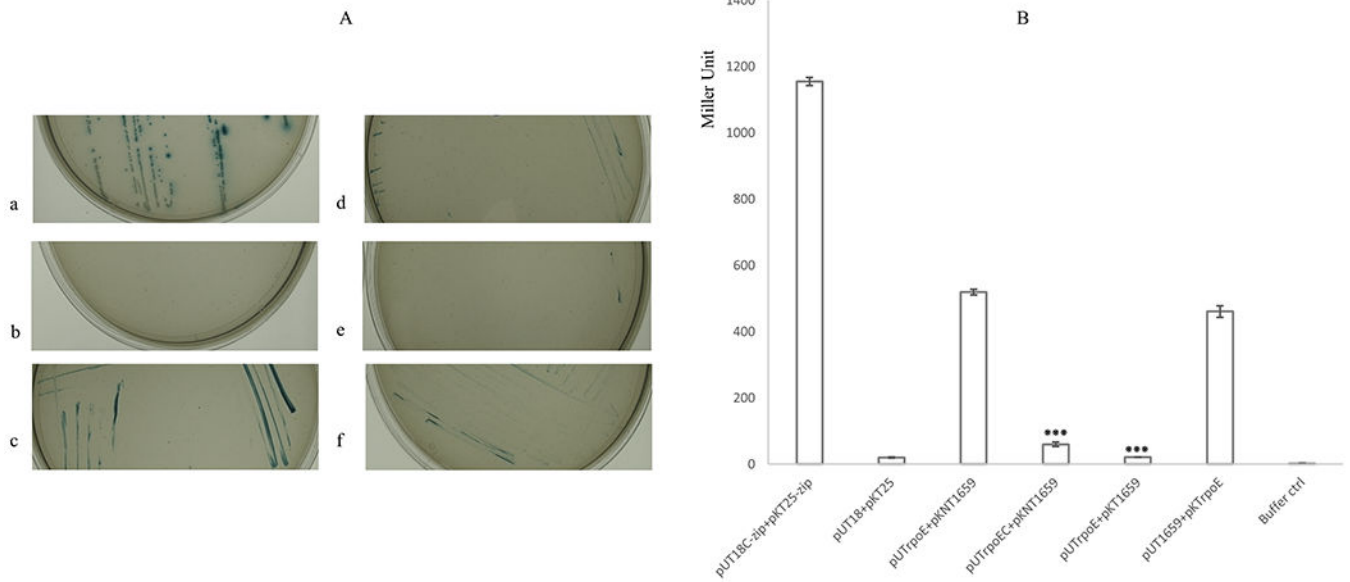 A
a
b
c
d
e
f
B
Miller Unit
1400
1200
1000
800
600
400
200
0
***
***
pUT18C-zip+pKT25-zip
pUT18+pKT25
pUTrpoE+pKNT1659
pUTrpoEC+pKNT1659
pUTrpoE+pKT1659
pUT1659+pKTrpoE
Buffer ctrl